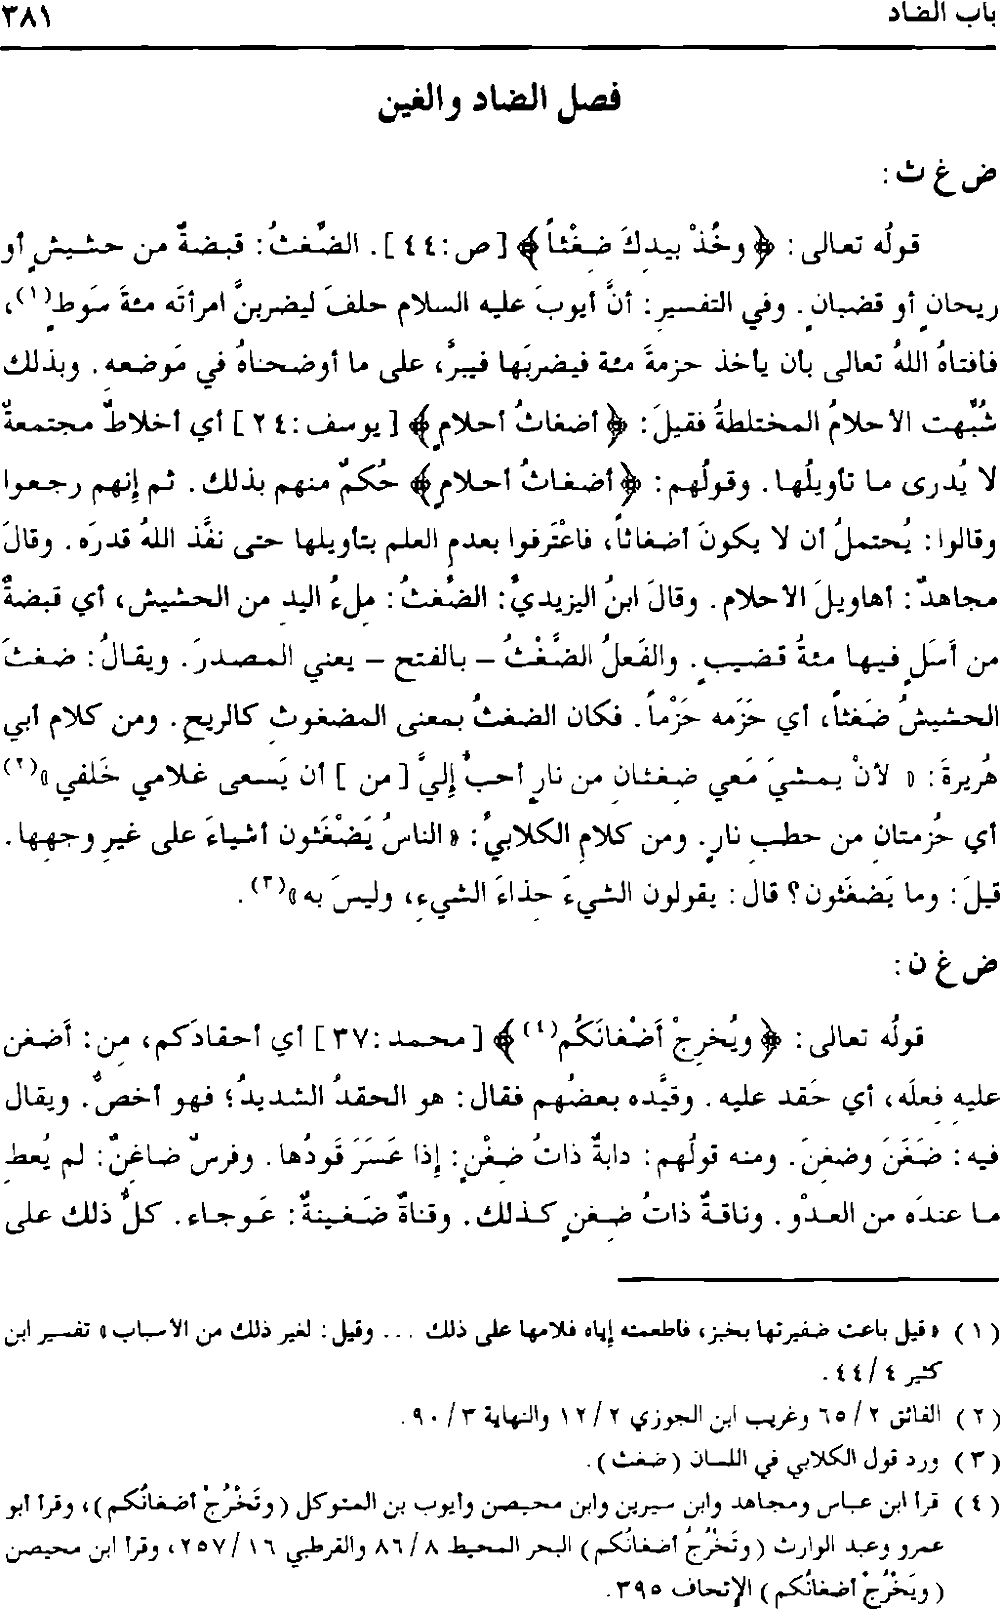 باب الضاد ٣٨١
فصل الضاد والغين
ض غ ث :
قولُه تعالى : ﴿ وخُذْ بيدِكَ ضِغْثاً ﴾ [ ص : ٤٤ ] . الضِّغثُ : قبضةٌ من حشيشٍ أو
ريحانٍ أو قضبانٍ . وفي التفسيرِ : أنَّ أيوبَ عليه السلام حلفَ ليضربنَّ امرأتَه مئةَ سَوطٍ(١) ،
فأفتاهُ اللهُ تعالى بأن يأخذ حزمةَ مئة فيضربَها فيبرَّ ، على ما أوضحناهُ في مَوضعه . وبذلك
شُبِّهت الأحلامُ المختلطةُ فقيلَ : ﴿ أضغاثُ أحلامٍ ﴾ [ يوسف : ٢٤ ] أي أخلاطٌ مجتمعةٌ
لا يُدرى ما تأويلُها . وقولُهم : ﴿ أضغاثُ أحلامٍ ﴾ حُكمٌ منهم بذلك . ثم إنهم رجعوا
وقالوا : يُحتملُ أن لا يكونَ أضغاثاً ، فاعْتَرفوا بعدمِ العلم بتأويلها حتى نفَّذ اللهُ قدرَه . وقالَ
مجاهدٌ : أهاويلَ الأحلام . وقالَ ابنُ اليزيديِّ : الضِّغثُ : مِلءُ اليدِ من الحشيش ، أي قبضةٌ
من أَسَلٍ فيها مئةُ قضيبٍ . والفَعلُ الضَّغْثُ – بالفتح – يعني المصدرَ . ويقالُ : ضغثَ
الحشيشُ ضَغثاً ، أي حَزَمه حَزْماً . فكان الضغثُ بمعنى المضغوث كالريحِ . ومن كلام أبي
هُريرةَ : « لأنْ يمشيَ مَعي ضِغثانِ من نارٍ أحبُّ إليَّ [ من ] أن يَسعى غلامي خَلفي »(٢)
أي حُزمتانِ من حطبِ نارٍ . ومن كلامِ الكلابيِّ : « الناسُ يَضْغَثون أشياءَ على غيرِ وجهِها .
قيلَ : وما يَضغَثون ؟ قال : يقولون الشيءَ حِذاءَ الشيءِ ، وليسَ به »(٣) .
ض غ ن :
قولُه تعالى : ﴿ ويُخرِجْ أَضْغانَكُم(٤) ﴾ [ محمد : ٣٧ ] أي أحقادَكم ، مِن : أَضغن
عليهِ فِعلَه ، أي حَقد عليه . وقيَّده بعضُهم فقال : هو الحقدُ الشديدُ ؛ فهو أخصُّ . ويقال
فيه : ضَغَنَ وضغِنَ . ومنه قولُهم : دابةٌ ذاتُ ضِغْنٍ : إذا عَسَرَ قَودُها . وفرسٌ ضاغنٌ : لم يُعطِ
ما عندَه من العدْو . وناقةٌ ذاتُ ضِغنٍ كذلك . وقناةٌ ضَغينةٌ : عَوجاء . كلُّ ذلك على
( ١ ) « قيل باعت ضفيرتها بخبز ، فأطعمته إياه فلامها على ذلك ... وقيل : لغير ذلك من الأسباب » تفسير ابن
كثير ٤ / ٤٤ .
( ٢ ) الفائق ٢ / ٦٥ وغريب ابن الجوزي ٢ / ١٢ والنهاية ٣ / ٩٠ .
( ٣ ) ورد قول الكلابي في اللسان ( ضغث ) .
( ٤ ) قرأ ابن عباس ومجاهد وابن سيرين وابن محيصن وأيوب بن المتوكل ( وتَخْرُجْ أضغانُكم ) ، وقرأ أبو
عمرو وعبد الوارث ( وتَخْرُجُ أضغانُكم ) البحر المحيط ٨ / ٨٦ والقرطبي ١٦ / ٢٥٧ ، وقرأ ابن محيصن
( ويَخْرُجْ أضغانُكم ) الإتحاف ٣٩٥ .